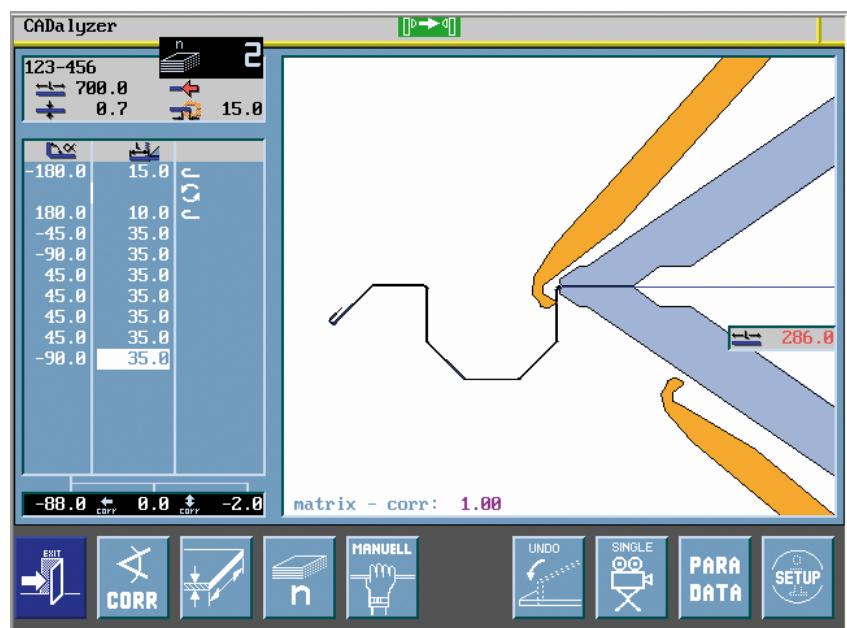 CADalyzer
n 2
123-456
700.0
0.7 15.0
α
-180.0 15.0
180.0 10.0
-45.0 35.0
-90.0 35.0
45.0 35.0
45.0 35.0
45.0 35.0
45.0 35.0
-90.0 35.0
286.0
-88.0 corr 0.0 corr -2.0
matrix - corr: 1.00
EXIT
CORR
n
MANUELL
UNDO
SINGLE
PARA
DATA
SETUP